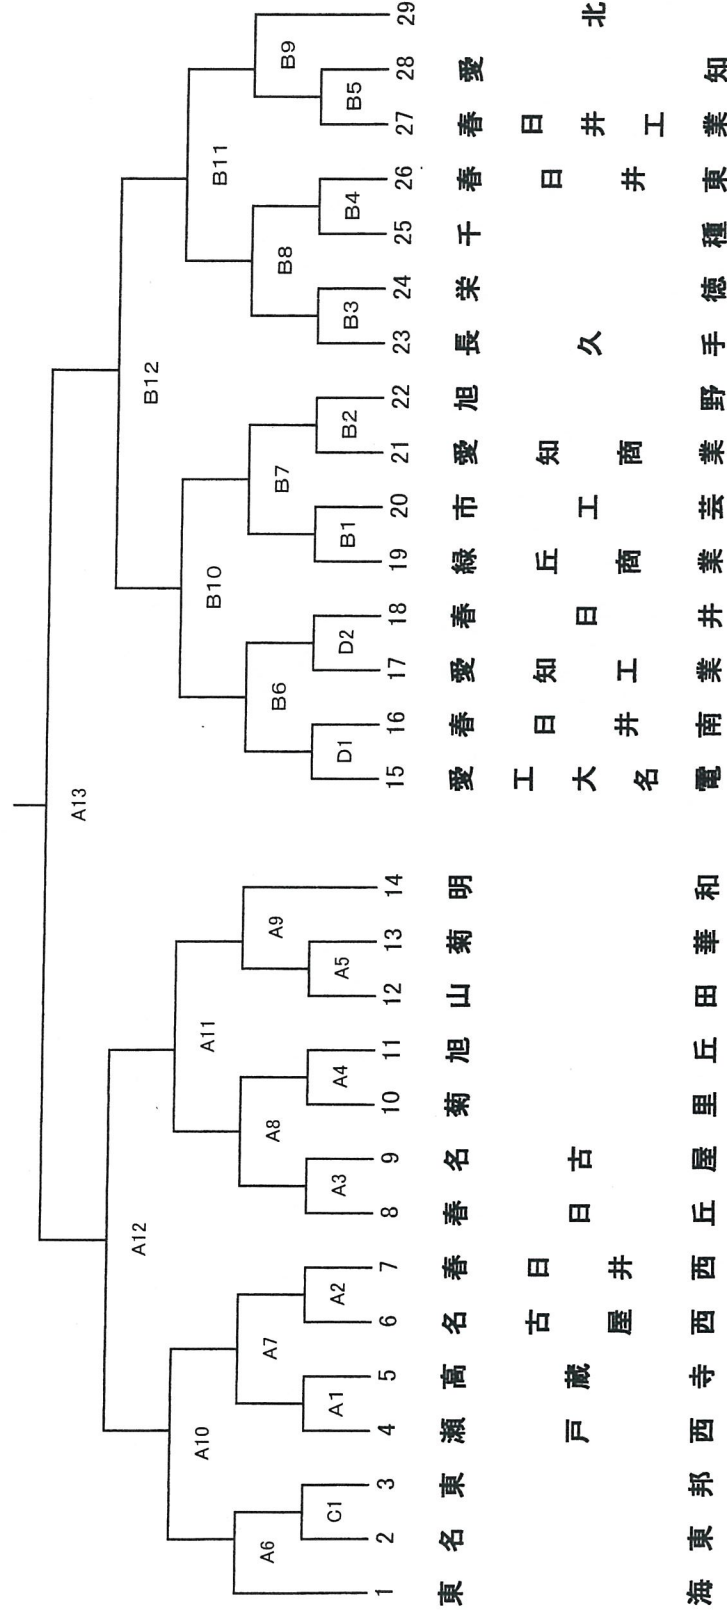 A13
A12
B12
A10
A11
B10
B11
A6
A7
A8
A9
B6
B7
B8
B9
C1
A1
A2
A3
A4
A5
D1
D2
B1
B2
B3
B4
B5
1 東海
2 名東
3 東邦
4 瀬戸西
5 高蔵寺
6 名古屋西
7 春日井西
8 春日丘
9 名古屋
10 菊里
11 旭丘
12 山田
13 菊華
14 明和
15 愛工大名電
16 春日井南
17 愛知工業
18 春日井
19 緑丘商業
20 市工芸
21 愛知商業
22 旭野
23 長久手
24 栄徳
25 千種
26 春日井東
27 春日井工業
28 愛知
29 北